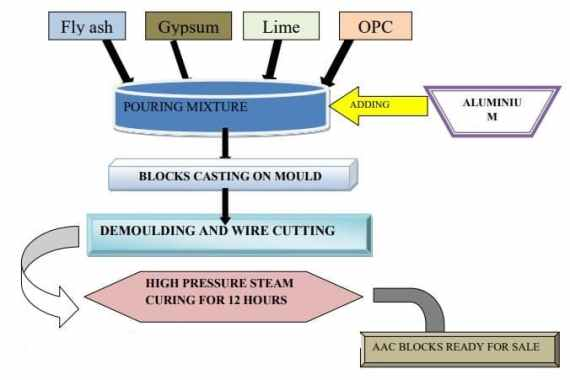 Fly ash
Gypsum
Lime
OPC
POURING MIXTURE
ADDING
ALUMINIU
M
BLOCKS CASTING ON MOULD
DEMOULDING AND WIRE CUTTING
HIGH PRESSURE STEAM
CURING FOR 12 HOURS
AAC BLOCKS READY FOR SALE